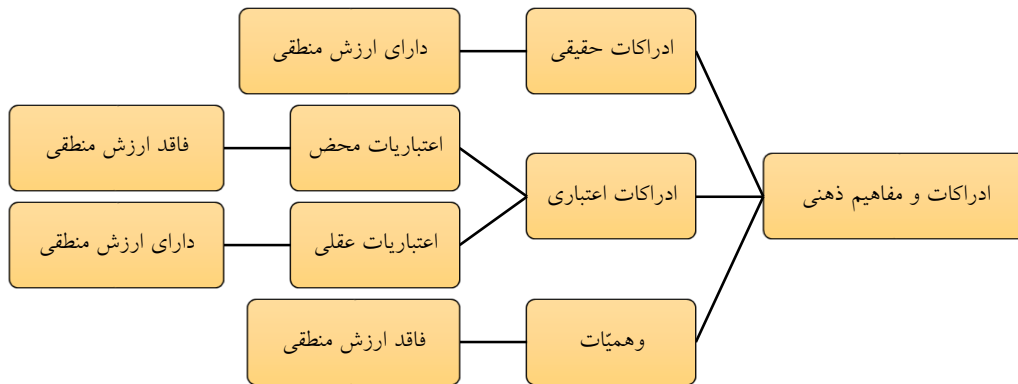 ادراکات و مفاهیم ذهنی
ادراکات حقیقی
دارای ارزش منطقی
ادراکات اعتباری
اعتباریات محض
فاقد ارزش منطقی
اعتباریات عقلی
دارای ارزش منطقی
وهمیّات
فاقد ارزش منطقی